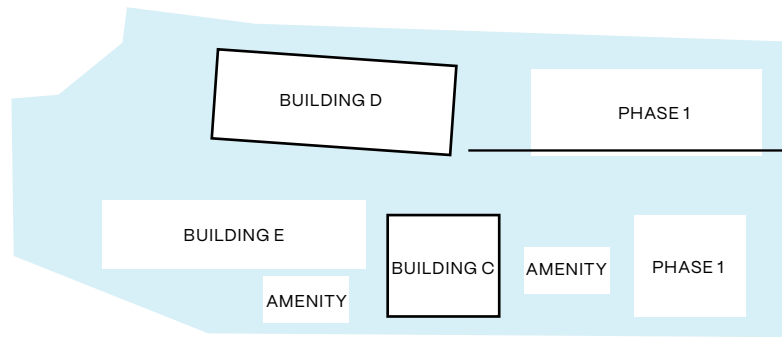 BUILDING D
PHASE 1
BUILDING E
BUILDING C
AMENITY
PHASE 1
AMENITY